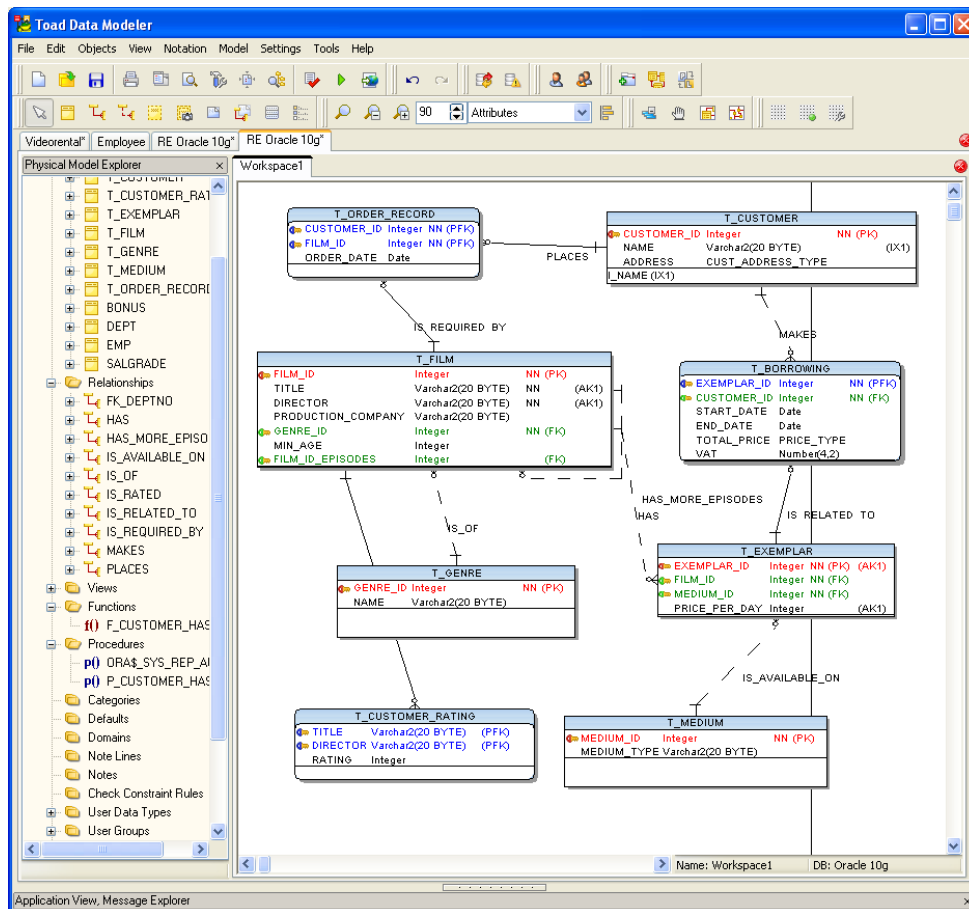 Toad Data Modeler
File Edit Objects View Notation Model Settings Tools Help
90 Attributes
Videorental* Employee RE Oracle 10g* RE Oracle 10g*
Physical Model Explorer
T_CUSTOMER
T_CUSTOMER_RAT
T_EXEMPLAR
T_FILM
T_GENRE
T_MEDIUM
T_ORDER_RECORD
BONUS
DEPT
EMP
SALGRADE
Relationships
FK_DEPTNO
HAS
HAS_MORE_EPISO
IS_AVAILABLE_ON
IS_OF
IS_RATED
IS_RELATED_TO
IS_REQUIRED_BY
MAKES
PLACES
Views
Functions
f() F_CUSTOMER_HAS
Procedures
p() ORA$_SYS_REP_AU
p() P_CUSTOMER_HAS
Categories
Defaults
Domains
Note Lines
Notes
Check Constraint Rules
User Data Types
User Groups
Workspace1
T_ORDER_RECORD
CUSTOMER_ID Integer NN (PFK)
FILM_ID Integer NN (PFK)
ORDER_DATE Date
PLACES
T_CUSTOMER
CUSTOMER_ID Integer NN (PK)
NAME Varchar2(20 BYTE) (IX1)
ADDRESS CUST_ADDRESS_TYPE
I_NAME (IX1)
IS_REQUIRED BY
MAKES
T_FILM
FILM_ID Integer NN (PK)
TITLE Varchar2(20 BYTE) NN (AK1)
DIRECTOR Varchar2(20 BYTE) NN (AK1)
PRODUCTION_COMPANY Varchar2(20 BYTE)
GENRE_ID Integer NN (FK)
MIN_AGE Integer
FILM_ID_EPISODES Integer (FK)
T_BORROWING
EXEMPLAR_ID Integer NN (PFK)
CUSTOMER_ID Integer NN (FK)
START_DATE Date
END_DATE Date
TOTAL_PRICE PRICE_TYPE
VAT Number(4,2)
HAS_MORE_EPISODES
HAS
IS RELATED TO
IS_OF
T_GENRE
GENRE_ID Integer NN (PK)
NAME Varchar2(20 BYTE)
T_EXEMPLAR
EXEMPLAR_ID Integer NN (PK) (AK1)
FILM_ID Integer NN (FK)
MEDIUM_ID Integer NN (FK)
PRICE_PER_DAY Integer (AK1)
IS_AVAILABLE_ON
T_CUSTOMER_RATING
TITLE Varchar2(20 BYTE) (PFK)
DIRECTOR Varchar2(20 BYTE) (PFK)
RATING Integer
T_MEDIUM
MEDIUM_ID Integer NN (PK)
MEDIUM_TYPE Varchar2(20 BYTE)
Name: Workspace1 DB: Oracle 10g
Application View, Message Explorer